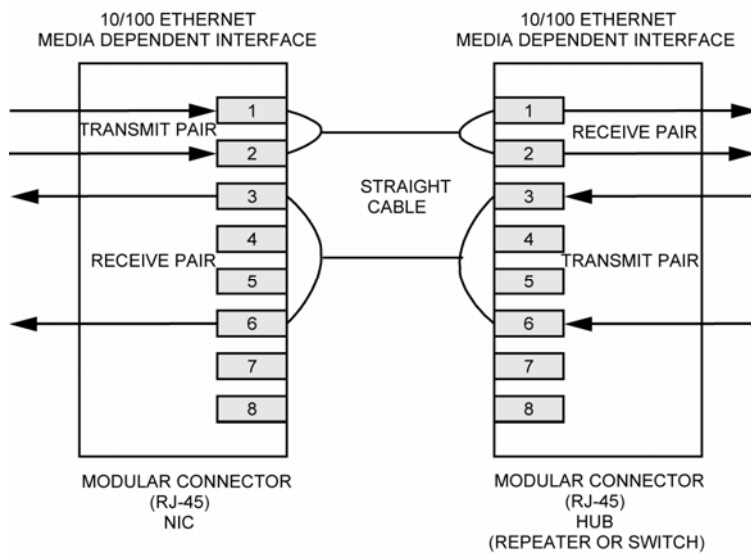 10/100 ETHERNET
MEDIA DEPENDENT INTERFACE
1
TRANSMIT PAIR
2
3
4
RECEIVE PAIR
5
6
7
8
MODULAR CONNECTOR
(RJ-45)
NIC
STRAIGHT
CABLE
10/100 ETHERNET
MEDIA DEPENDENT INTERFACE
1
RECEIVE PAIR
2
3
4
TRANSMIT PAIR
5
6
7
8
MODULAR CONNECTOR
(RJ-45)
HUB
(REPEATER OR SWITCH)